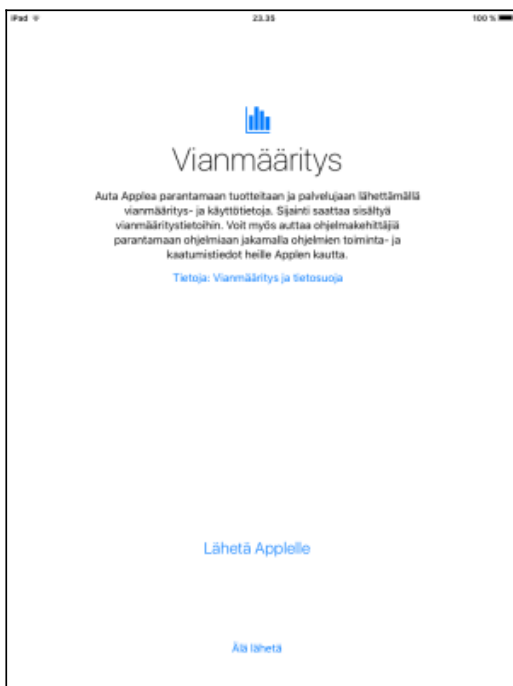 iPad 23.35 100 %
Vianmääritys
Auta Applea parantamaan tuotteitaan ja palvelujaan lähettämällä
vianmääritys- ja käyttötietoja. Sijainti saattaa sisältyä
vianmääritystietoihin. Voit myös auttaa ohjelmakehittäjiä
parantamaan ohjelmiaan jakamalla ohjelmien toiminta- ja
kaatumistiedot heille Applen kautta.
Tietoja: Vianmääritys ja tietosuoja
Lähetä Applelle
Älä lähetä